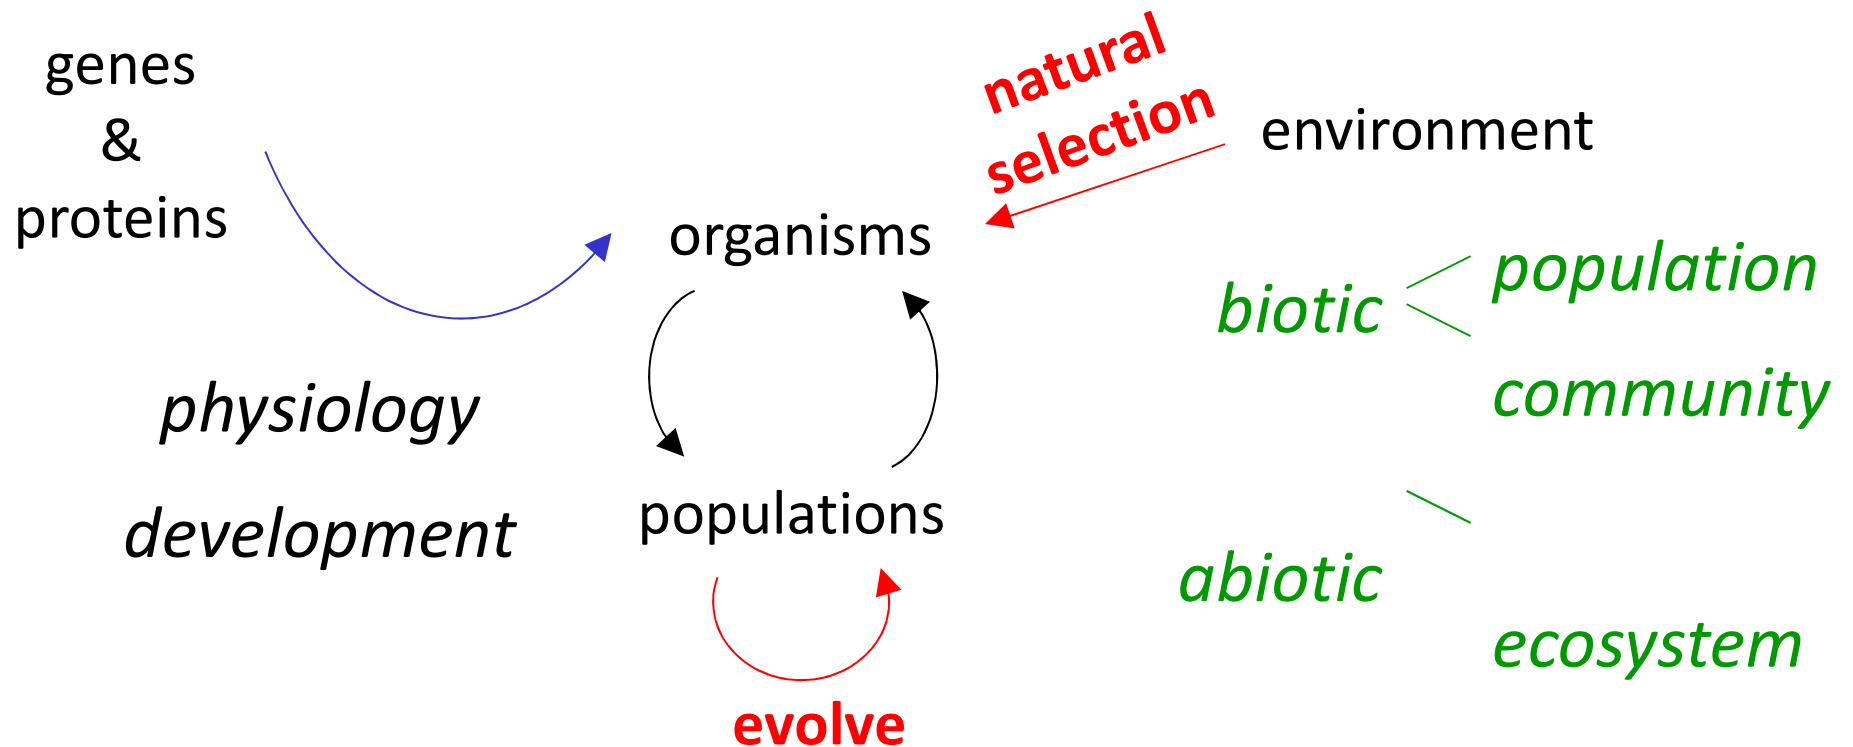 genes
&
proteins
physiology
development
organisms
populations
evolve
natural
selection
environment
biotic
population
community
abiotic
ecosystem